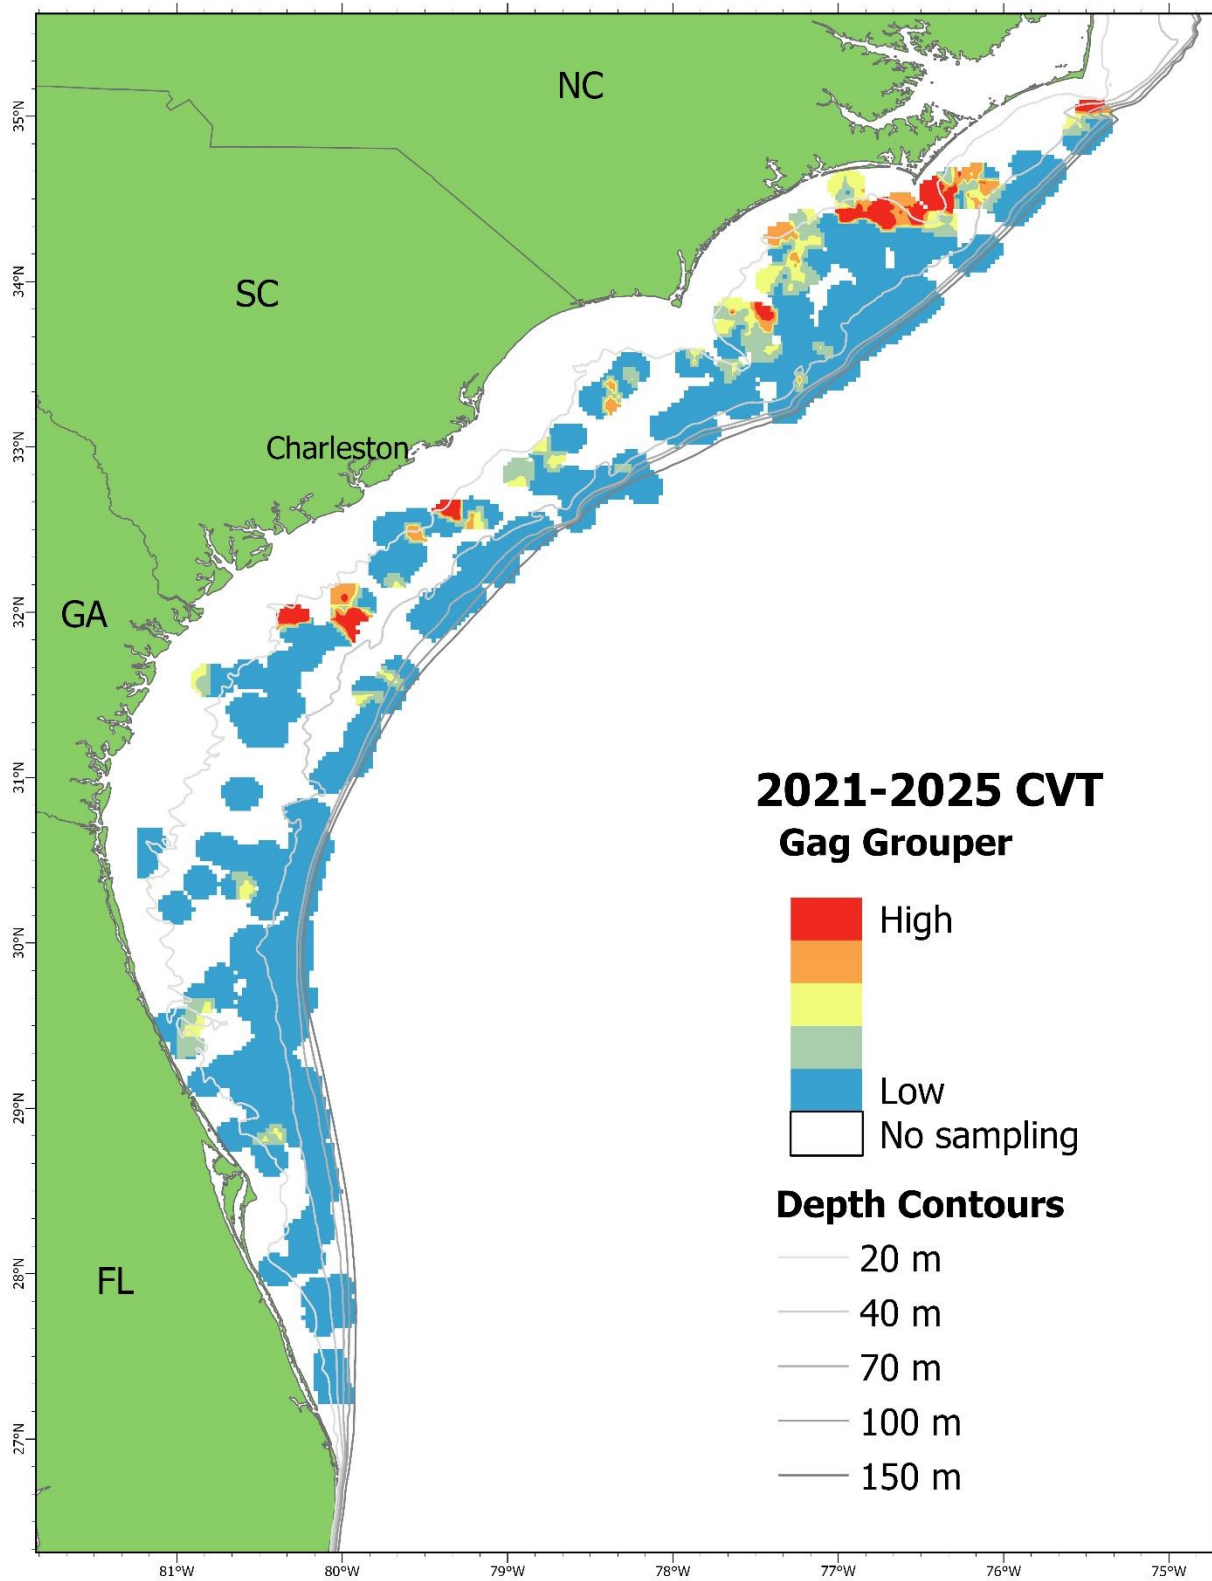 NC
SC
Charleston
GA
FL
35°N
34°N
33°N
32°N
31°N
30°N
29°N
28°N
27°N
2021-2025 CVT
Gag Grouper
High
Low
No sampling
Depth Contours
20 m
40 m
70 m
100 m
150 m
81°W
80°W
79°W
78°W
77°W
76°W
75°W